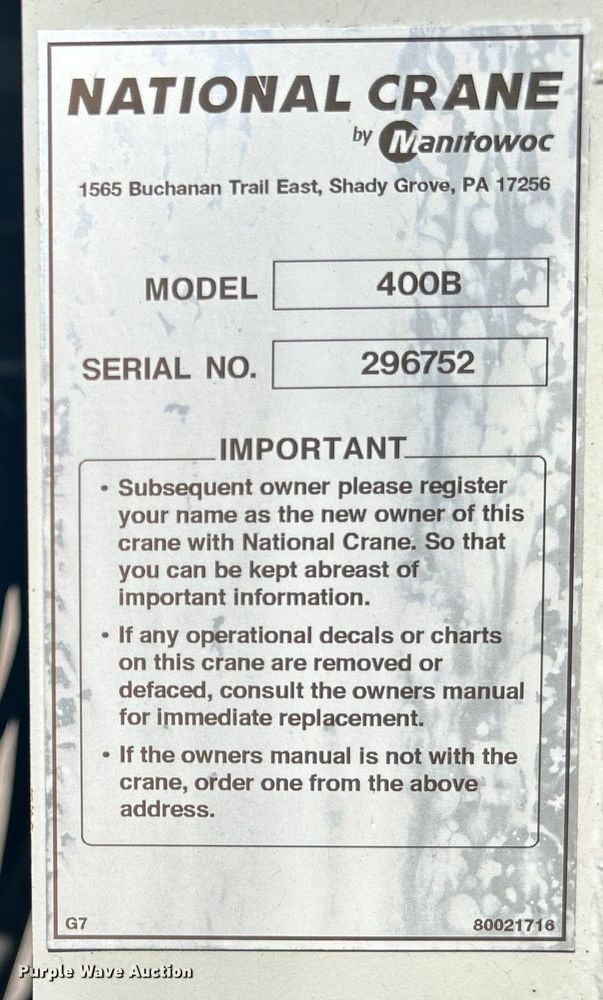 NATIONAL CRANE
by Manitowoc
1565 Buchanan Trail East, Shady Grove, PA 17256
MODEL 400B
SERIAL NO. 296752
IMPORTANT
• Subsequent owner please register
your name as the new owner of this
crane with National Crane. So that
you can be kept abreast of
important information.
• If any operational decals or charts
on this crane are removed or
defaced, consult the owners manual
for immediate replacement.
• If the owners manual is not with the
crane, order one from the above
address.
G7 80021716
Purple Wave Auction